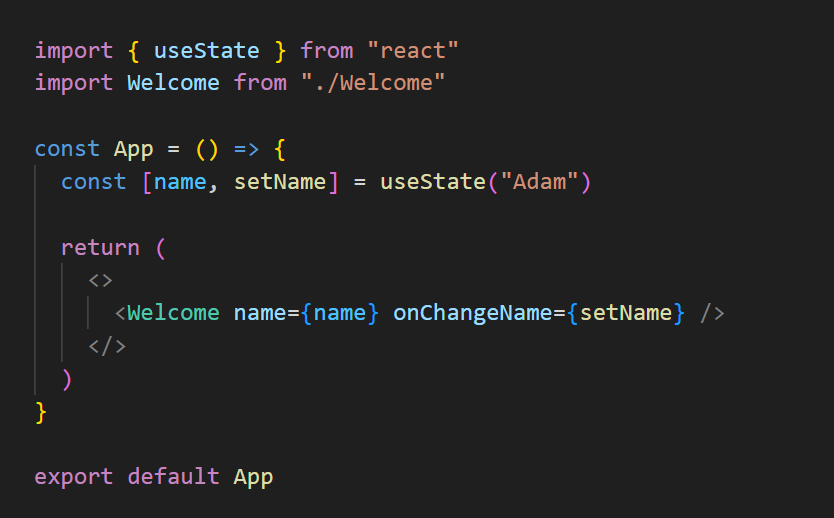 import { useState } from "react"
import Welcome from "./Welcome"
const App = () => {
const [name, setName] = useState("Adam")
return (
<>
<Welcome name={name} onChangeName={setName} />
</>
)
}
export default App